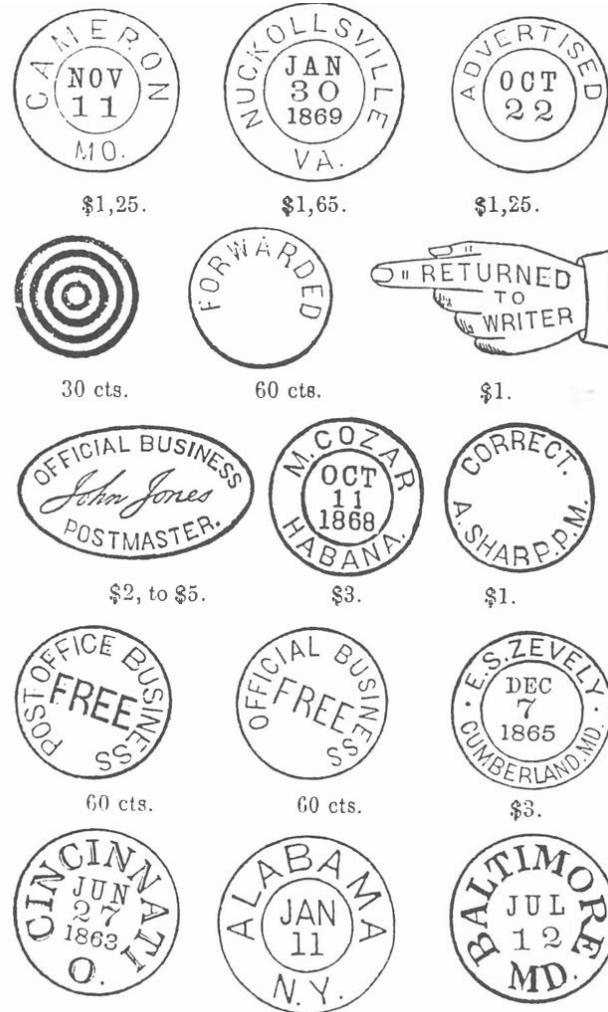 CAMERON
NOV
11
MO.
NUCKOLLSVILLE
JAN
30
1869
VA.
ADVERTISED
OCT
22
$1,25.
$1,65.
$1,25.
FORWARDED
" RETURNED
TO
WRITER
30 cts.
60 cts.
$1.
OFFICIAL BUSINESS
John Jones
POSTMASTER.
M. COZAR
OCT
11
1868
HABANA.
CORRECT.
A. SHARP. P.M.
$2, to $5.
$3.
$1.
POST OFFICE BUSINESS
FREE
OFFICIAL BUSINESS
FREE
· E.S. ZEVELY ·
DEC
7
1865
CUMBERLAND. MD.
60 cts.
60 cts.
$3.
CINCINNATI
JUN
27
1863
O.
ALABAMA
JAN
11
N.Y.
BALTIMORE
JUL
12
MD.